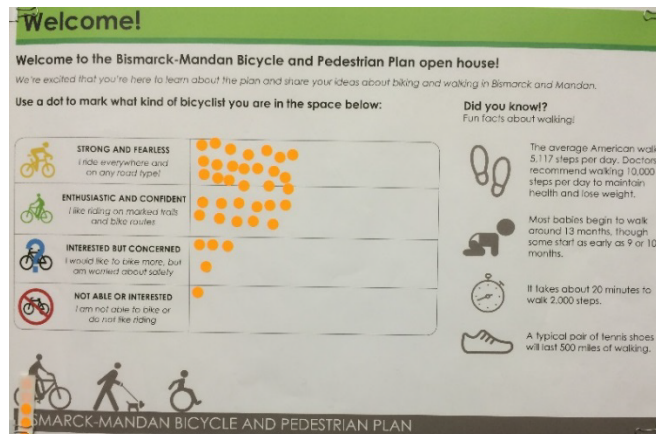 Welcome!
Welcome to the Bismarck-Mandan Bicycle and Pedestrian Plan open house!
We're excited that you're here to learn about the plan and share your ideas about biking and walking in Bismarck and Mandan.
Use a dot to mark what kind of bicyclist you are in the space below:
STRONG AND FEARLESS
I ride everywhere and
on any road type!
ENTHUSIASTIC AND CONFIDENT
I like riding on marked trails
and bike routes
INTERESTED BUT CONCERNED
I would like to bike more, but
am worried about safety
NOT ABLE OR INTERESTED
I am not able to bike or
do not like riding
Did you know!?
Fun facts about walking!
The average American walk
5,117 steps per day. Doctors
recommend walking 10,000
steps per day to maintain
health and lose weight.
Most babies begin to walk
around 13 months, though
some start as early as 9 or 10
months.
It takes about 20 minutes to
walk 2,000 steps.
A typical pair of tennis shoes
will last 500 miles of walking.
SMARCK-MANDAN BICYCLE AND PEDESTRIAN PLAN